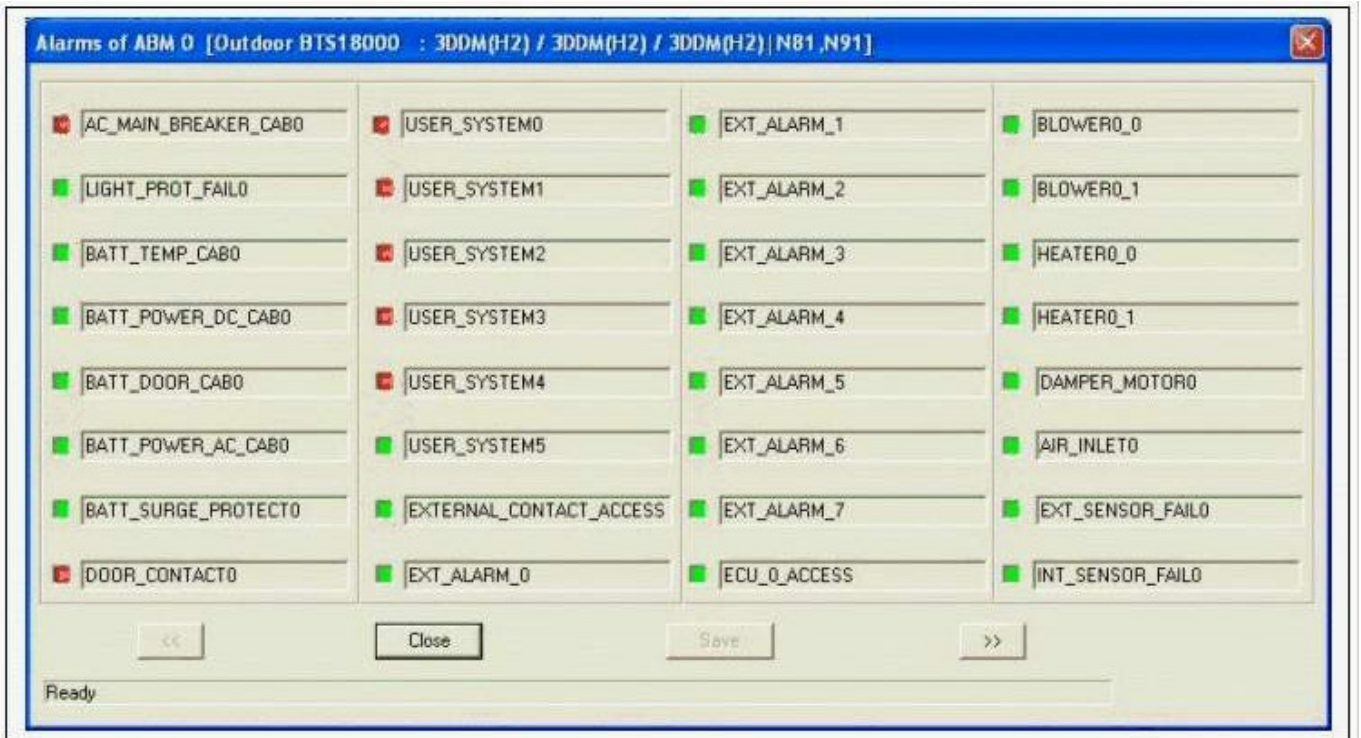 Alarms of ABM 0 [Outdoor BTS18000 : 3DDM(H2) / 3DDM(H2) / 3DDM(H2)|N81,N91]
AC_MAIN_BREAKER_CAB0 USER_SYSTEM0 EXT_ALARM_1 BLOWER0_0
LIGHT_PROT_FAIL0 USER_SYSTEM1 EXT_ALARM_2 BLOWER0_1
BATT_TEMP_CAB0 USER_SYSTEM2 EXT_ALARM_3 HEATER0_0
BATT_POWER_DC_CAB0 USER_SYSTEM3 EXT_ALARM_4 HEATER0_1
BATT_DOOR_CAB0 USER_SYSTEM4 EXT_ALARM_5 DAMPER_MOTOR0
BATT_POWER_AC_CAB0 USER_SYSTEM5 EXT_ALARM_6 AIR_INLET0
BATT_SURGE_PROTECT0 EXTERNAL_CONTACT_ACCESS EXT_ALARM_7 EXT_SENSOR_FAIL0
DOOR_CONTACT0 EXT_ALARM_0 ECU_0_ACCESS INT_SENSOR_FAIL0
<< Close Save >>
Ready